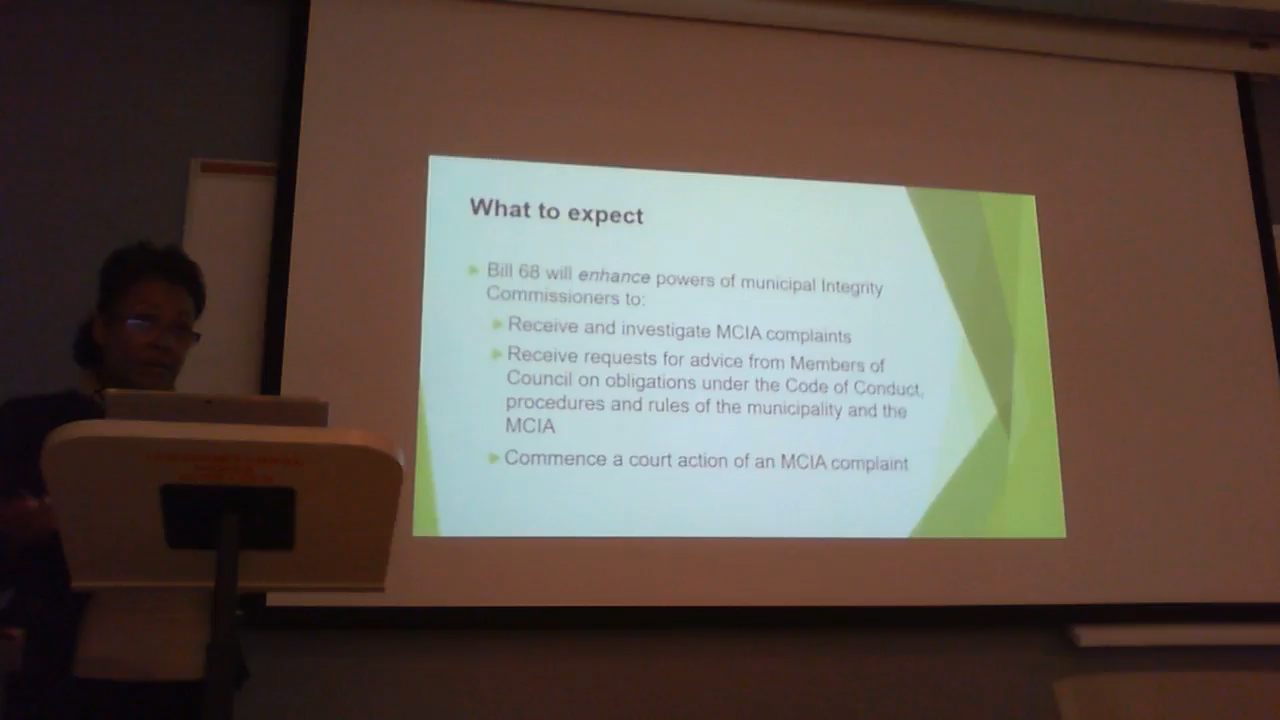 What to expect
Bill 68 will enhance powers of municipal Integrity
Commissioners to:
Receive and investigate MCIA complaints
Receive requests for advice from Members of
Council on obligations under the Code of Conduct,
procedures and rules of the municipality and the
MCIA
Commence a court action of an MCIA complaint